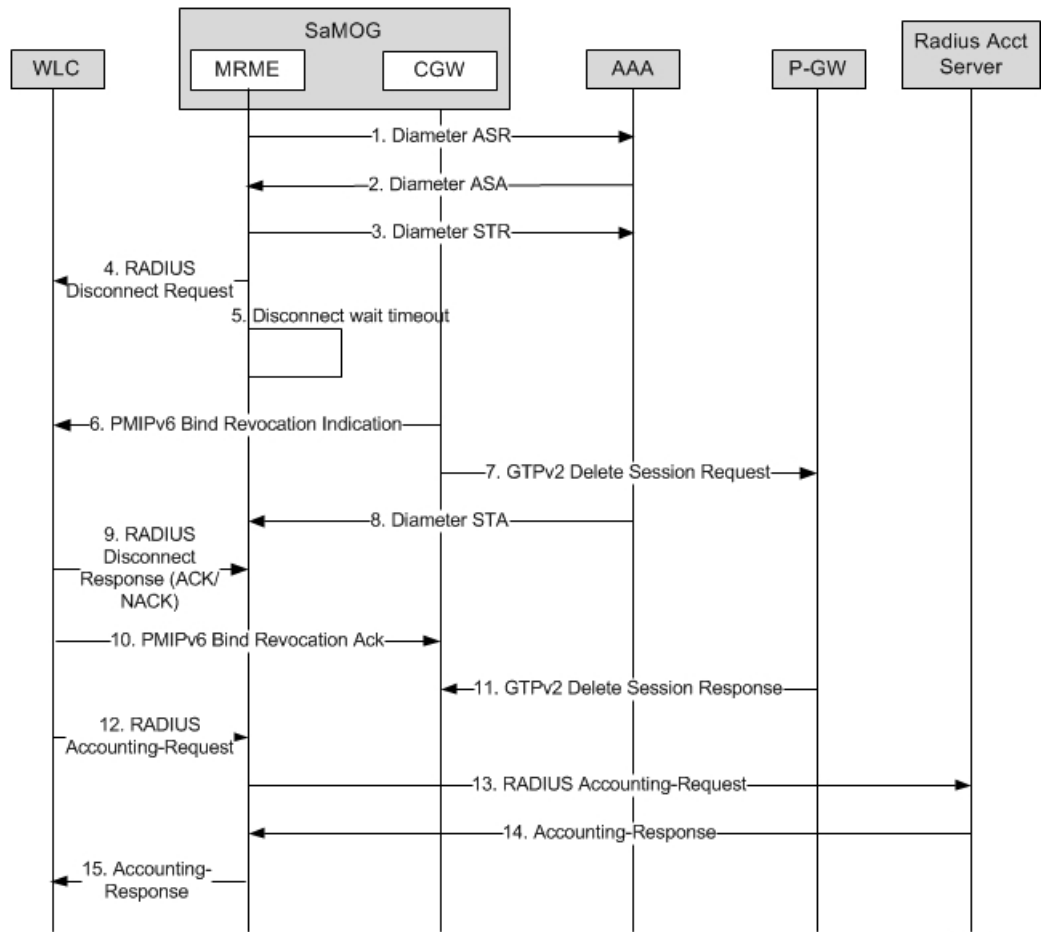 SaMOG
WLC
MRME
CGW
AAA
P-GW
Radius Acct
Server
1. Diameter ASR
2. Diameter ASA
3. Diameter STR
4. RADIUS
Disconnect Request
5. Disconnect wait timeout
6. PMIPv6 Bind Revocation Indication
7. GTPv2 Delete Session Request
8. Diameter STA
9. RADIUS
Disconnect
Response (ACK/
NACK)
10. PMIPv6 Bind Revocation Ack
11. GTPv2 Delete Session Response
12. RADIUS
Accounting-Request
13. RADIUS Accounting-Request
14. Accounting-Response
15. Accounting-
Response